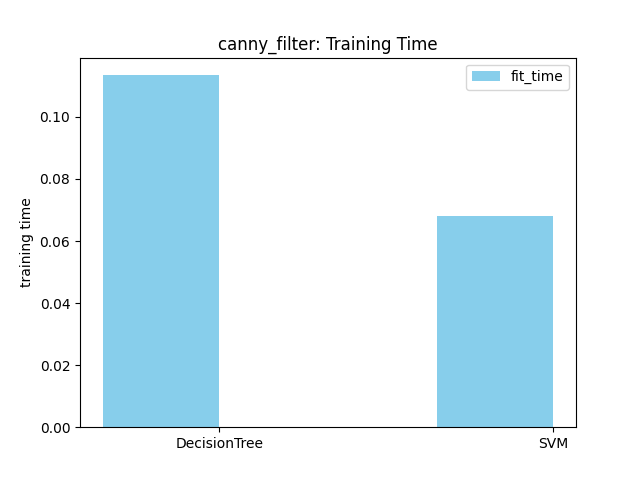 canny_filter: Training Time
fit_time
training time
0.10
0.08
0.06
0.04
0.02
0.00
DecisionTree
SVM